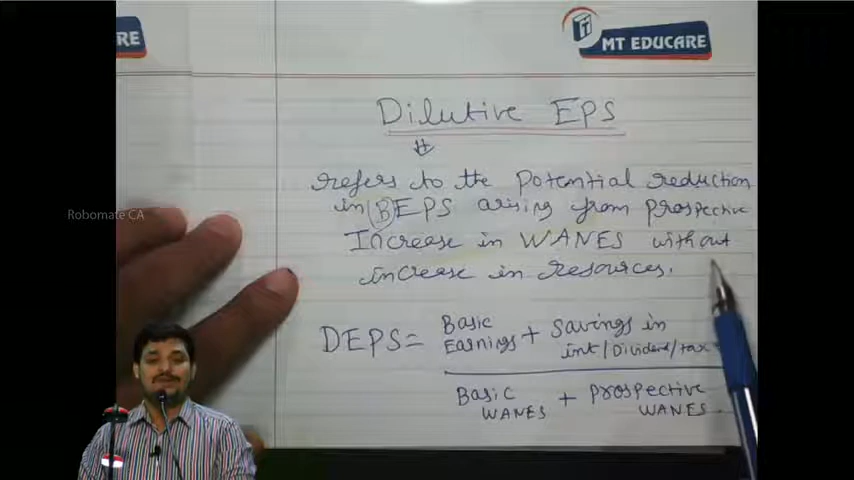 RE
MT EDUCARE
Dilutive EPS
refers to the potential reduction
in BEPS arising from prospective
Increase in WANES without
increase in resources.
Robomate CA
DEPS = Basic Earnings + Savings in int/Dividend/tax
Basic WANES + Prospective WANES